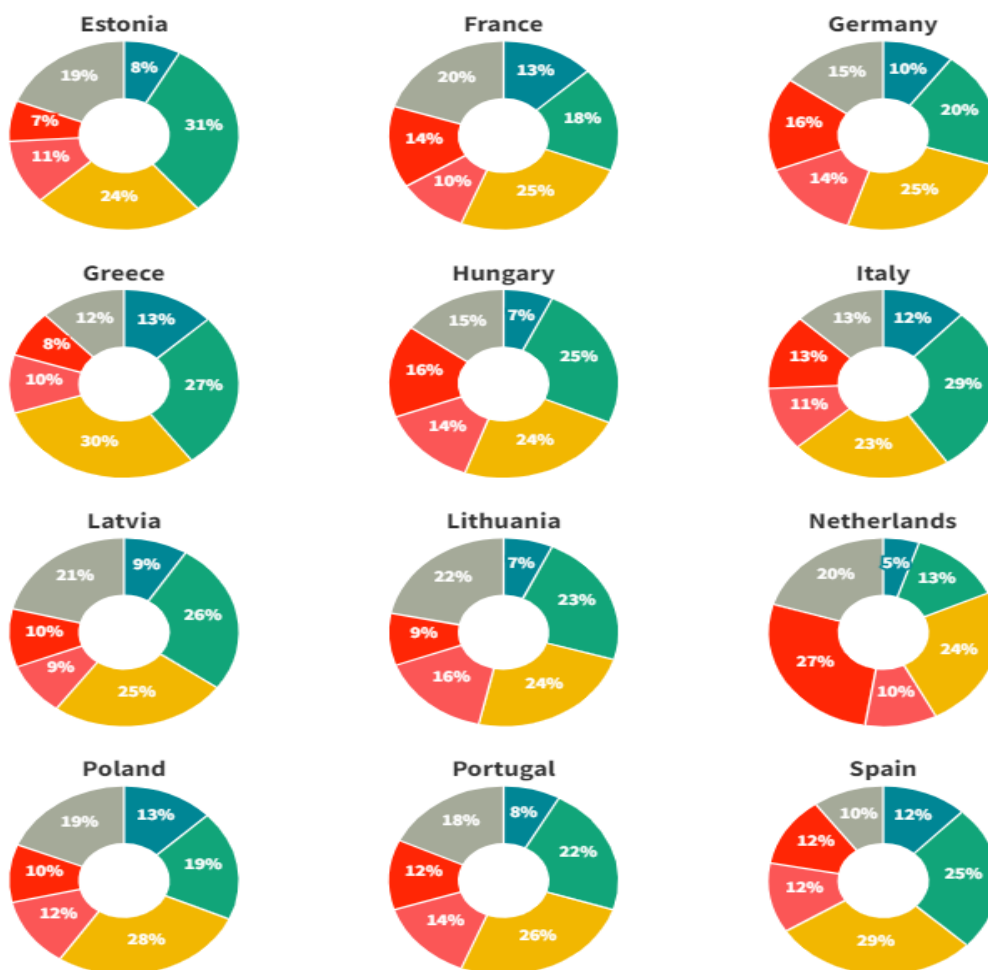 Estonia France Germany
8% 31% 24% 11% 7% 19%
13% 18% 25% 10% 14% 20%
10% 20% 25% 14% 16% 15%
Greece Hungary Italy
13% 27% 30% 10% 8% 12%
7% 25% 24% 14% 16% 15%
12% 29% 23% 11% 13% 13%
Latvia Lithuania Netherlands
9% 26% 25% 9% 10% 21%
7% 23% 24% 16% 9% 22%
5% 13% 24% 10% 27% 20%
Poland Portugal Spain
13% 19% 28% 12% 10% 19%
8% 22% 26% 14% 12% 18%
12% 25% 29% 12% 12% 10%